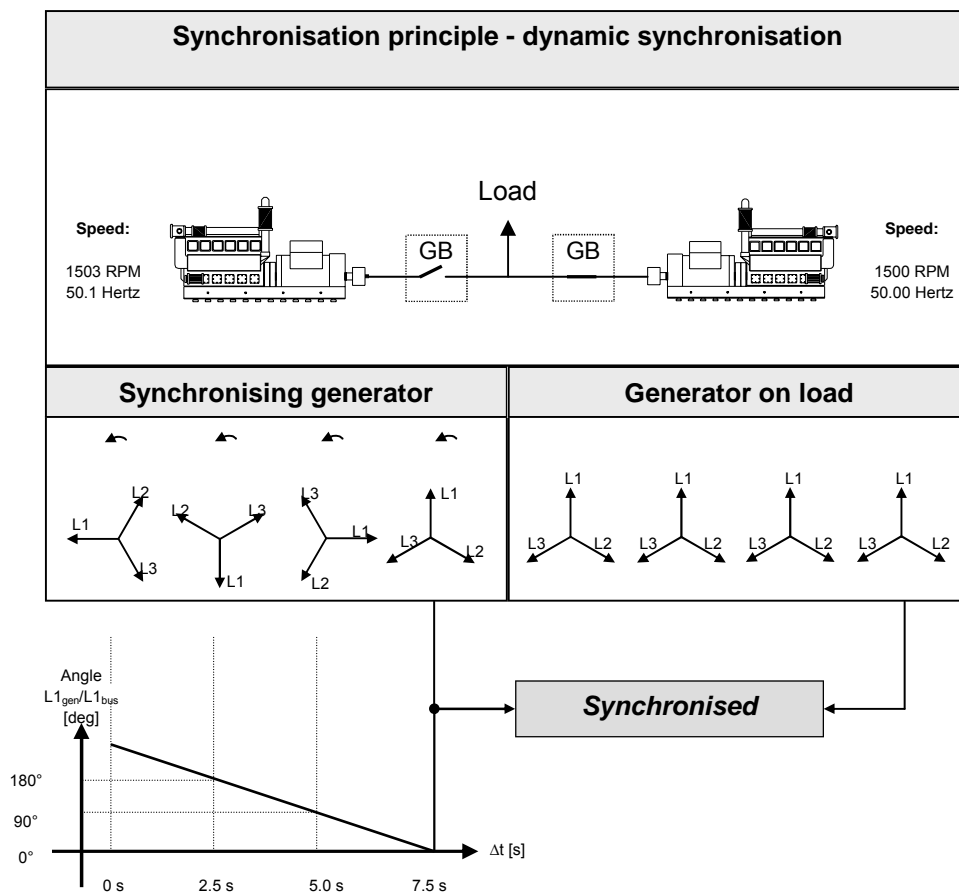 Synchronisation principle - dynamic synchronisation
Load
Speed:
1503 RPM
50.1 Hertz
GB
GB
Speed:
1500 RPM
50.00 Hertz
Synchronising generator
Generator on load
L1
L2
L3
L2
L3
L1
L3
L1
L2
L1
L3
L2
L1
L3
L2
L1
L3
L2
L1
L3
L2
L1
L3
L2
Angle
L1gen/L1bus
[deg]
Synchronised
180°
90°
0°
Δt [s]
0 s
2.5 s
5.0 s
7.5 s